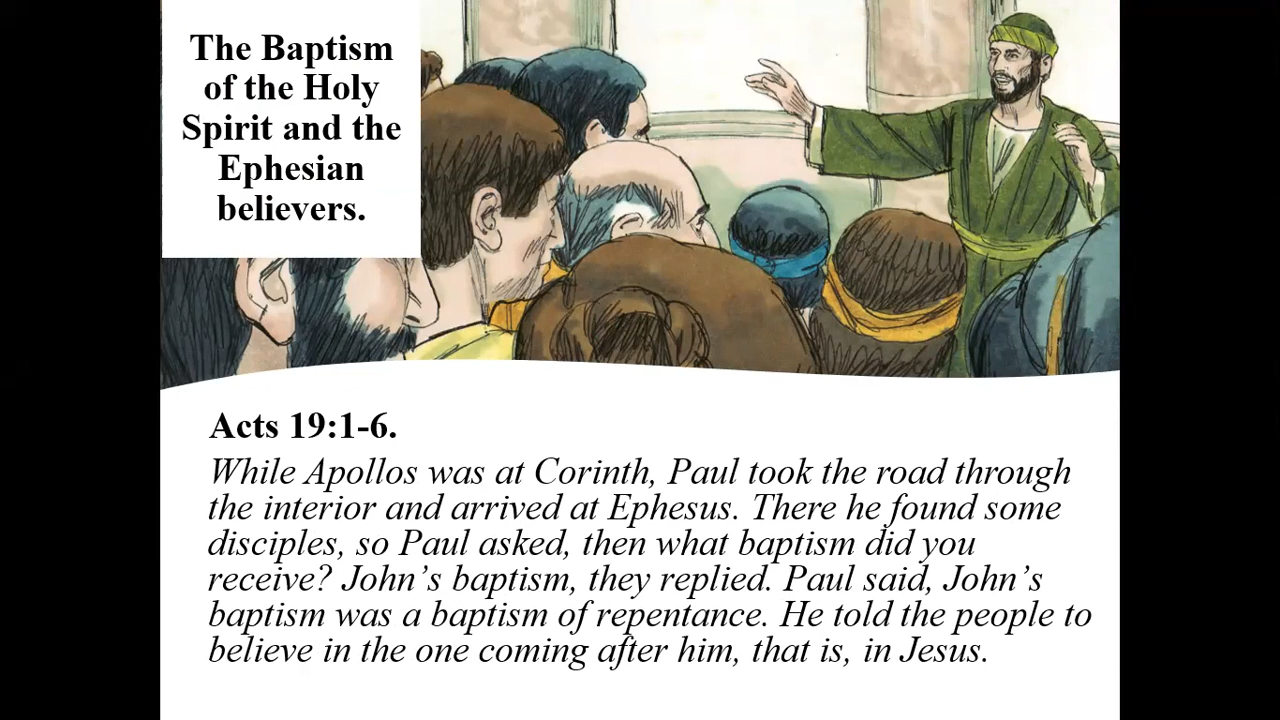 The Baptism
of the Holy
Spirit and the
Ephesian
believers.
Acts 19:1-6.
While Apollos was at Corinth, Paul took the road through
the interior and arrived at Ephesus. There he found some
disciples, so Paul asked, then what baptism did you
receive? John’s baptism, they replied. Paul said, John’s
baptism was a baptism of repentance. He told the people to
believe in the one coming after him, that is, in Jesus.